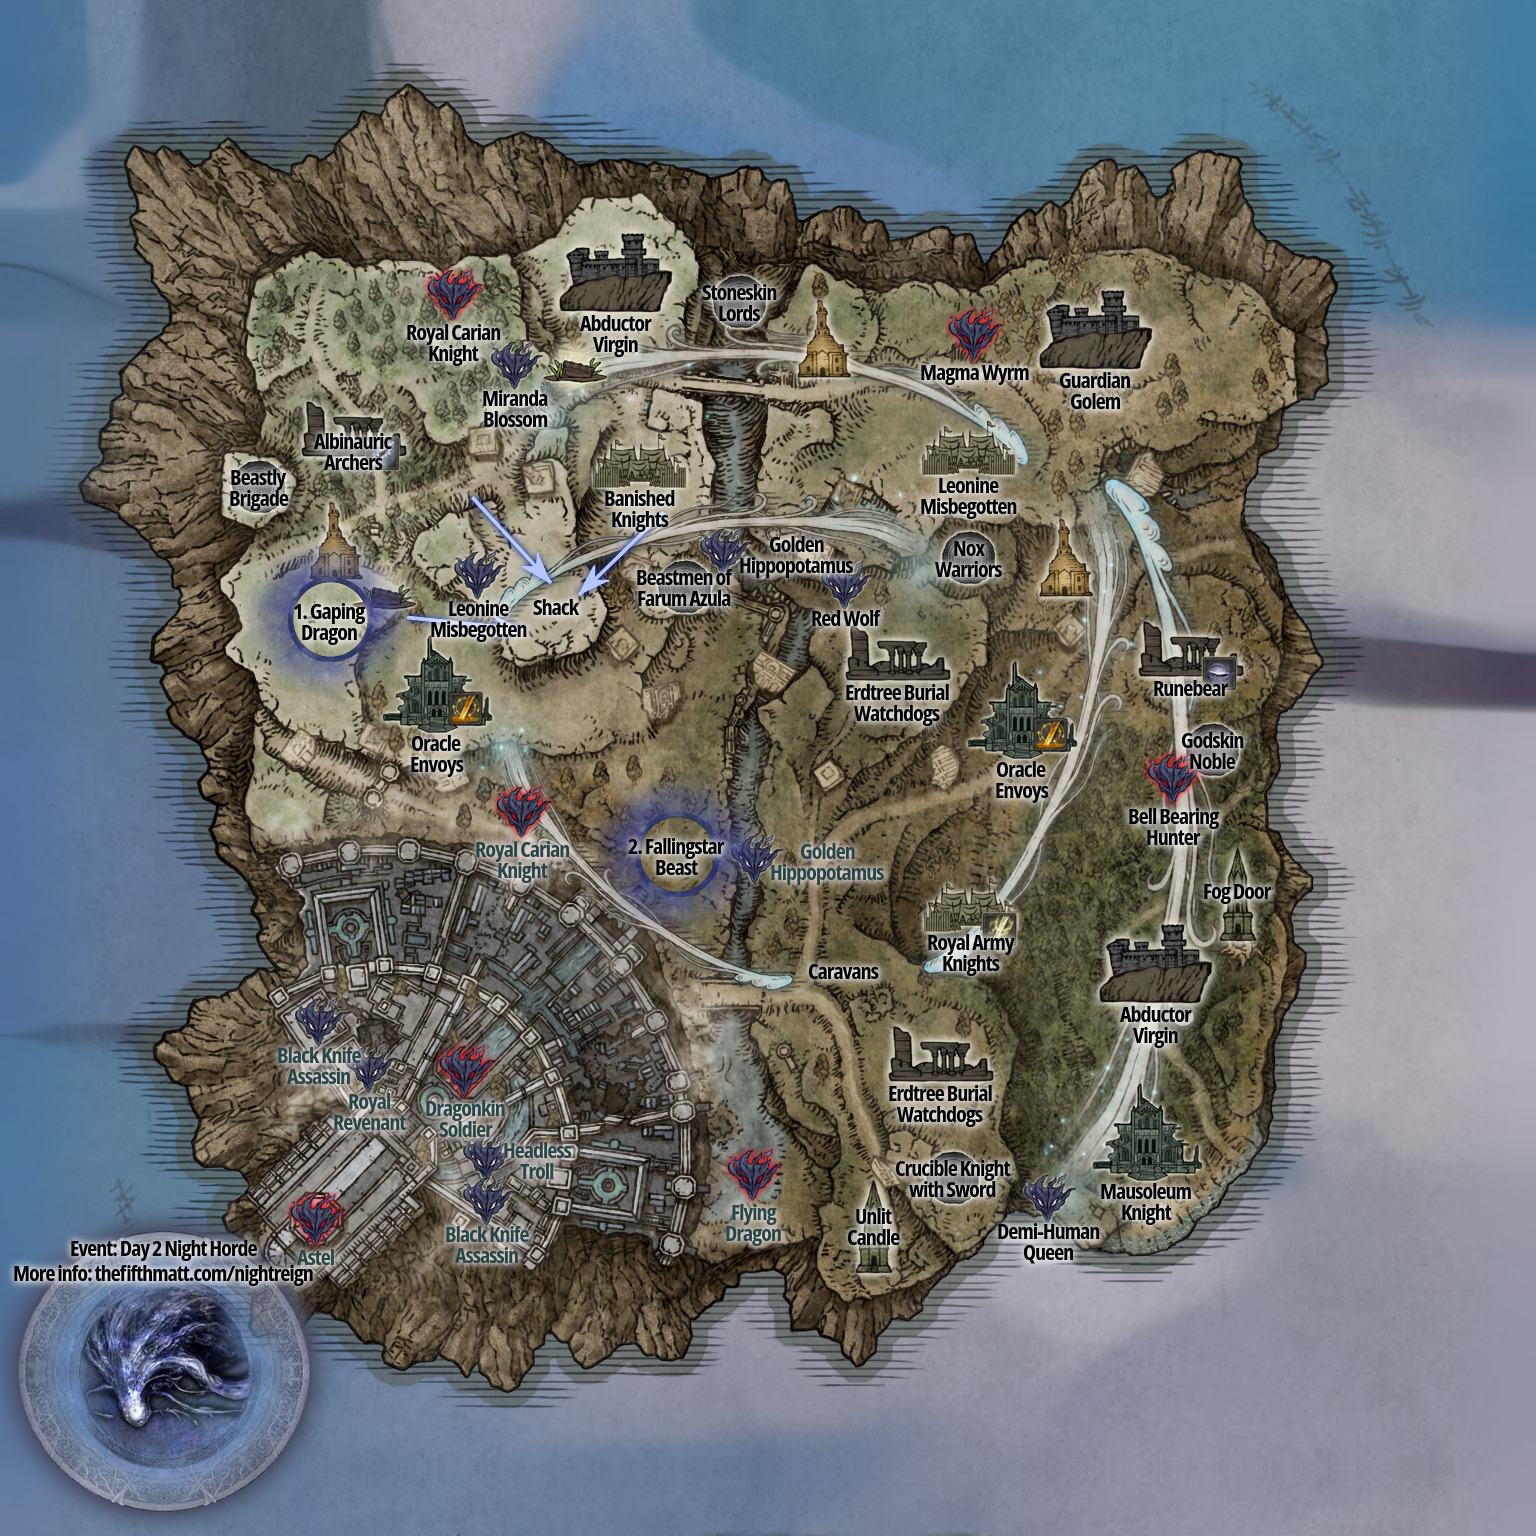 Stoneskin
Lords
Abductor
Virgin
Royal Carian
Knight
Magma Wyrm
Guardian
Golem
Miranda
Blossom
Albinauric
Archers
Beastly
Brigade
Banished
Knights
Leonine
Misbegotten
Golden
Hippopotamus
Nox
Warriors
Beastmen of
Farum Azula
Leonine
Misbegotten
Shack
1. Gaping
Dragon
Red Wolf
Erdtree Burial
Watchdogs
Runebear
Oracle
Envoys
Godskin
Noble
Oracle
Envoys
Bell Bearing
Hunter
Royal Carian
Knight
2. Fallingstar
Beast
Golden
Hippopotamus
Fog Door
Royal Army
Knights
Caravans
Abductor
Virgin
Black Knife
Assassin
Royal
Revenant
Dragonkin
Soldier
Erdtree Burial
Watchdogs
Headless
Troll
Crucible Knight
with Sword
Mausoleum
Knight
Flying
Dragon
Unlit
Candle
Demi-Human
Queen
Black Knife
Assassin
Astel
Event: Day 2 Night Horde
More info: thefifthmatt.com/nightreign